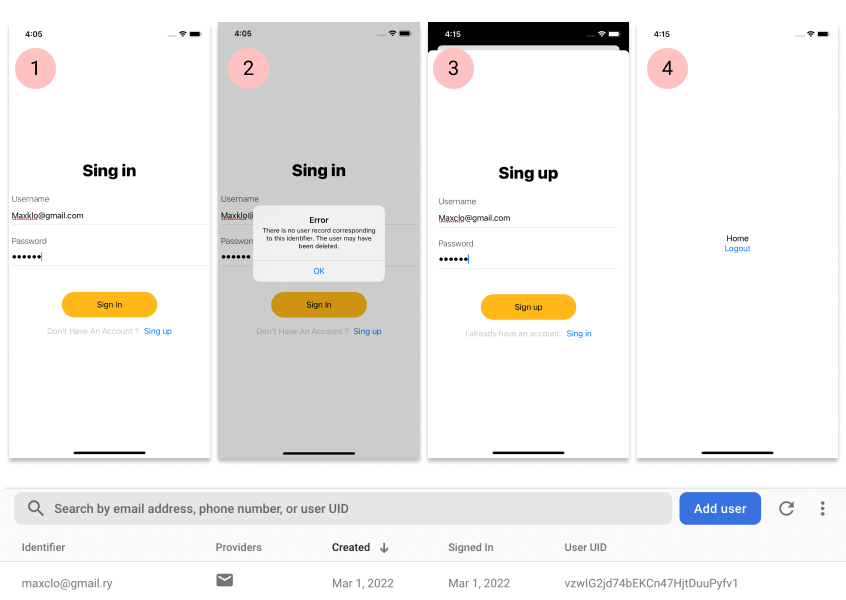 4:05
1
Sing in
Username
Maxklo@gmail.com
Password
Sign In
Don't Have An Account ? Sing up
4:05
2
Sing in
Username
Maxklo@
Error
There is no user record corresponding
to this identifier. The user may have
been deleted.
OK
Password
Sign In
Don't Have An Account ? Sing up
4:15
3
Sing up
Username
Maxclo@gmail.com
Password
Sign up
I already have an account. Sing in
4:15
4
Home
Logout
Search by email address, phone number, or user UID
Add user
Identifier Providers Created Signed In User UID
maxclo@gmail.ry Mar 1, 2022 Mar 1, 2022 vzwIG2jd74bEKCn47HjtDuuPyfv1